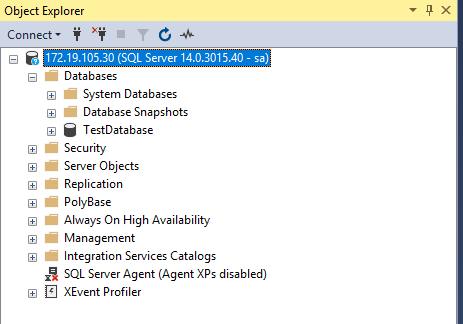 Object Explorer
Connect
172.19.105.30 (SQL Server 14.0.3015.40 - sa)
Databases
System Databases
Database Snapshots
TestDatabase
Security
Server Objects
Replication
PolyBase
Always On High Availability
Management
Integration Services Catalogs
SQL Server Agent (Agent XPs disabled)
XEvent Profiler